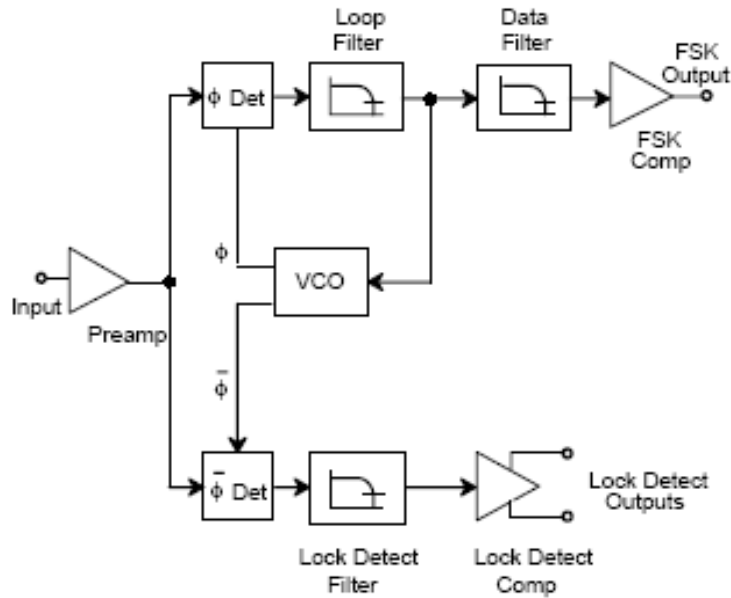 Loop
Filter
Data
Filter
FSK
Output
ϕ Det
FSK
Comp
ϕ
VCO
Input
Preamp
ϕ̅
ϕ̅ Det
Lock Detect
Outputs
Lock Detect
Filter
Lock Detect
Comp